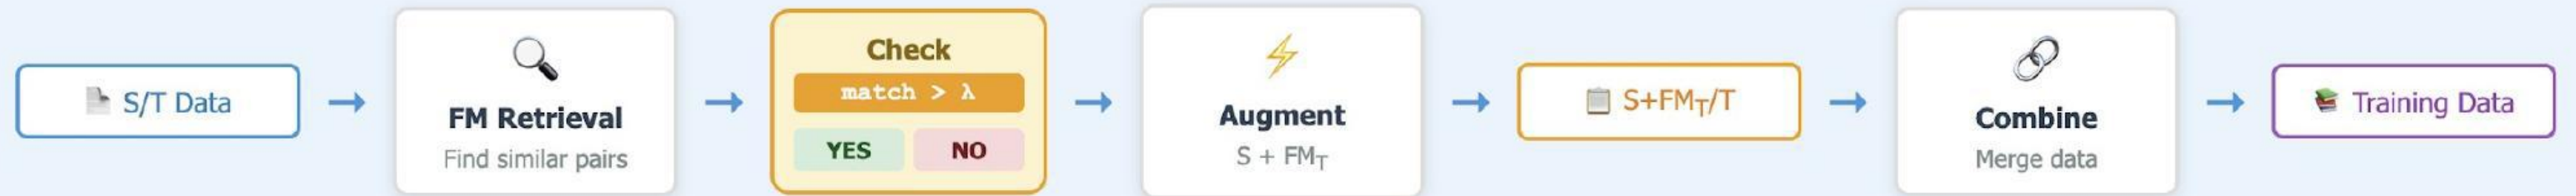 S/T Data
FM Retrieval
Find similar pairs
Check
match > λ
YES
NO
Augment
S + FM_T
S+FM_T/T
Combine
Merge data
Training Data